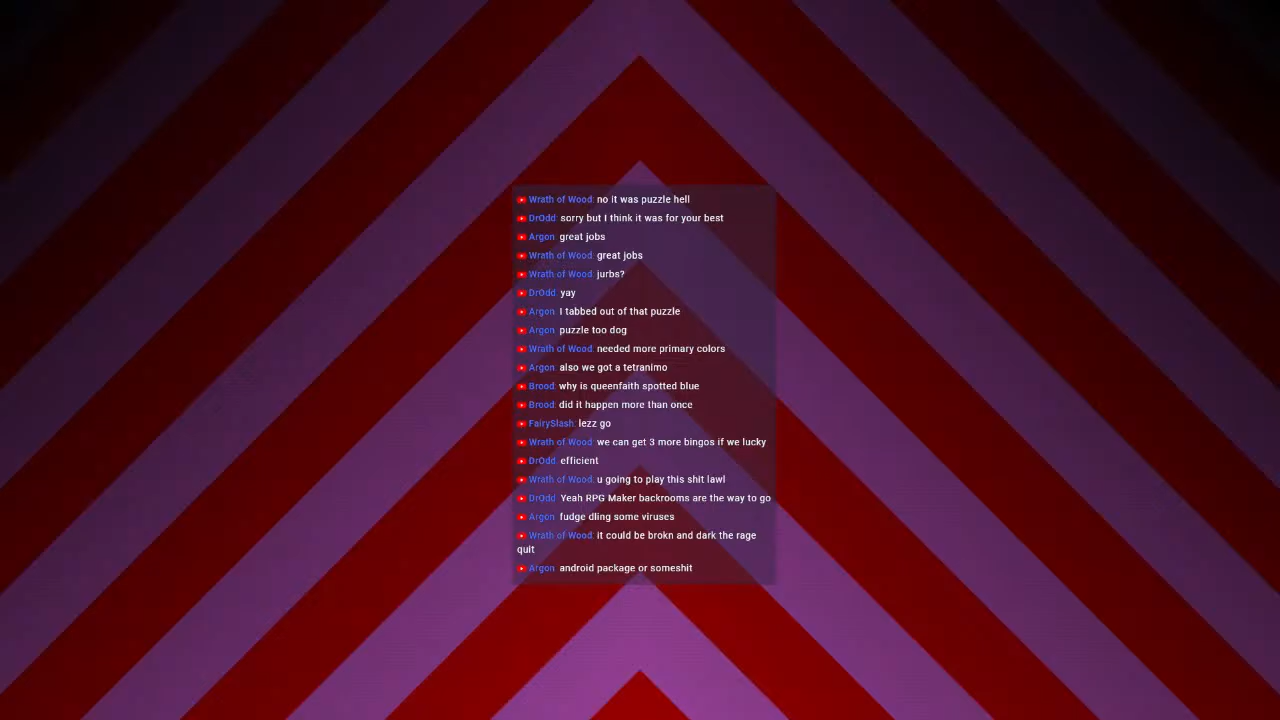 Wrath of Wood: no it was puzzle hell
DrOdd: sorry but I think it was for your best
Argon: great jobs
Wrath of Wood: great jobs
Wrath of Wood: jurbs?
DrOdd: yay
Argon: I tabbed out of that puzzle
Argon: puzzle too dog
Wrath of Wood: needed more primary colors
Argon: also we got a tetranimo
Brood: why is queenfaith spotted blue
Brood: did it happen more than once
FairySlash: lezz go
Wrath of Wood: we can get 3 more bingos if we lucky
DrOdd: efficient
Wrath of Wood: u going to play this shit lawl
DrOdd: Yeah RPG Maker backrooms are the way to go
Argon: fudge dling some viruses
Wrath of Wood: it could be brokn and dark the rage
quit
Argon: android package or someshit